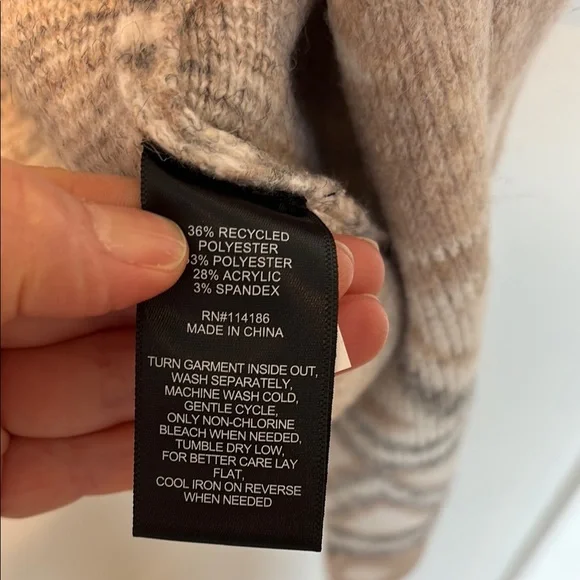 36% RECYCLED
POLYESTER
3% POLYESTER
28% ACRYLIC
3% SPANDEX
RN#114186
MADE IN CHINA
TURN GARMENT INSIDE OUT,
WASH SEPARATELY,
MACHINE WASH COLD,
GENTLE CYCLE,
ONLY NON-CHLORINE
BLEACH WHEN NEEDED,
TUMBLE DRY LOW,
FOR BETTER CARE LAY
FLAT,
COOL IRON ON REVERSE
WHEN NEEDED